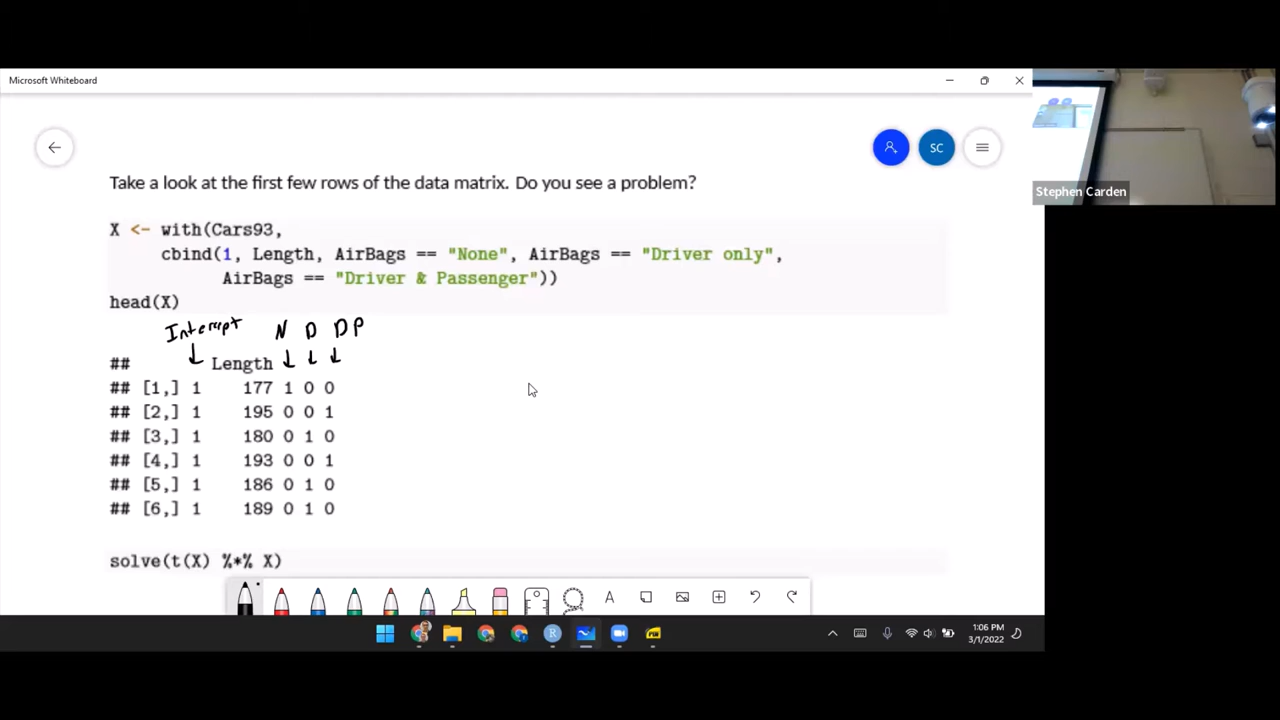 Microsoft Whiteboard
SC
Stephen Carden
Take a look at the first few rows of the data matrix. Do you see a problem?
X <- with(Cars93,
cbind(1, Length, AirBags == "None", AirBags == "Driver only",
AirBags == "Driver & Passenger"))
head(X)
Intercept N D DP
## Length
## [1,] 1 177 1 0 0
## [2,] 1 195 0 0 1
## [3,] 1 180 0 1 0
## [4,] 1 193 0 0 1
## [5,] 1 186 0 1 0
## [6,] 1 189 0 1 0
solve(t(X) %*% X)
A
1:06 PM
3/1/2022